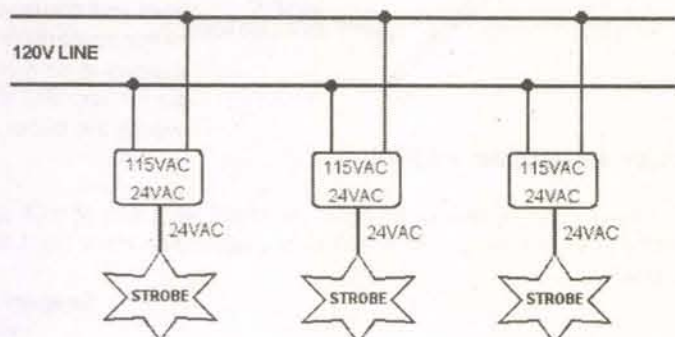 120V LINE
115VAC 115VAC 115VAC
24VAC 24VAC 24VAC
24VAC 24VAC 24VAC
STROBE STROBE STROBE